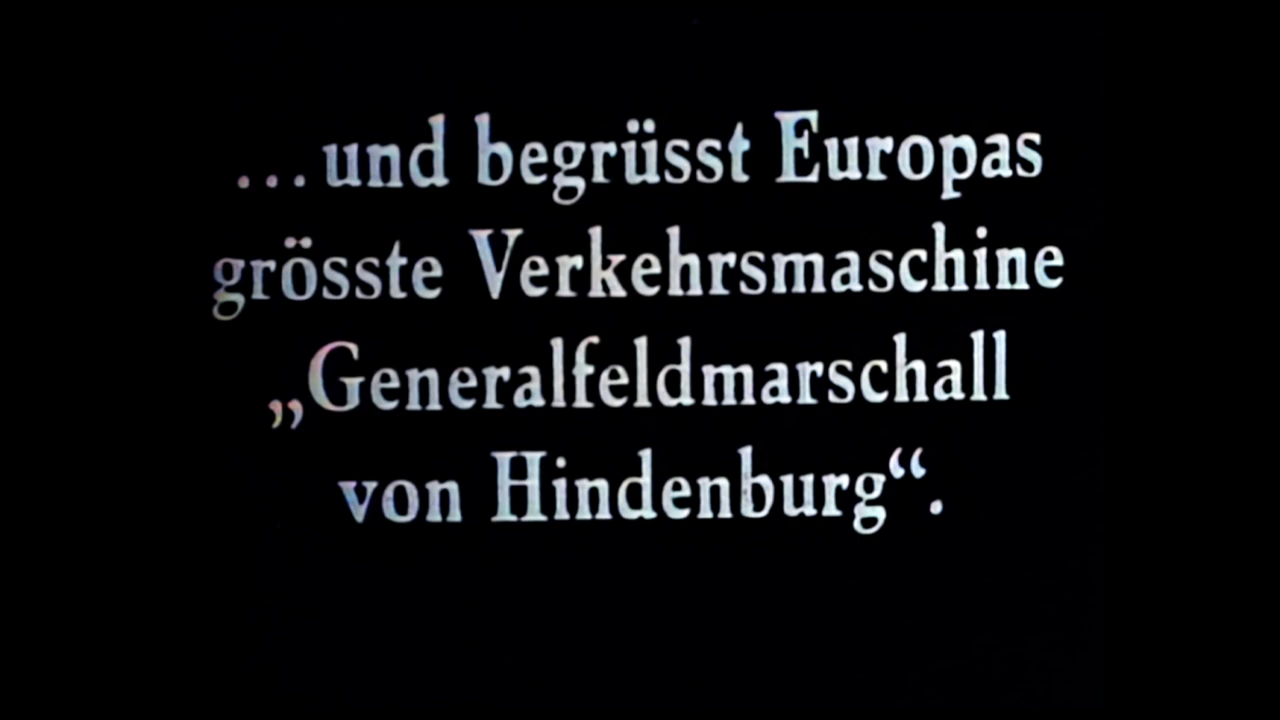 ...und begrüsst Europas
grösste Verkehrsmaschine
„Generalfeldmarschall
von Hindenburg“.